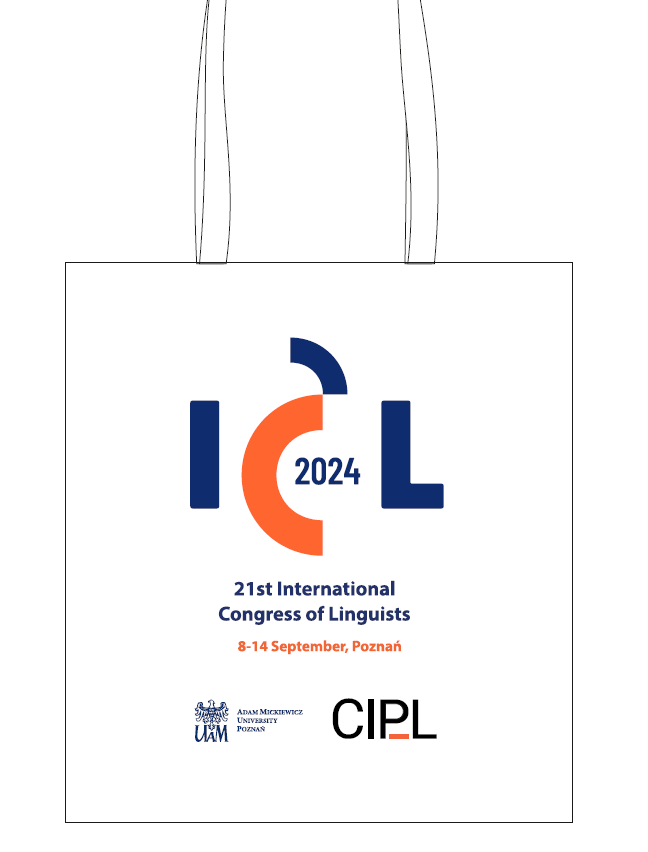 ICL
2024
21st International
Congress of Linguists
8-14 September, Poznań
UAM
ADAM MICKIEWICZ
UNIVERSITY
POZNAŃ
CIPL